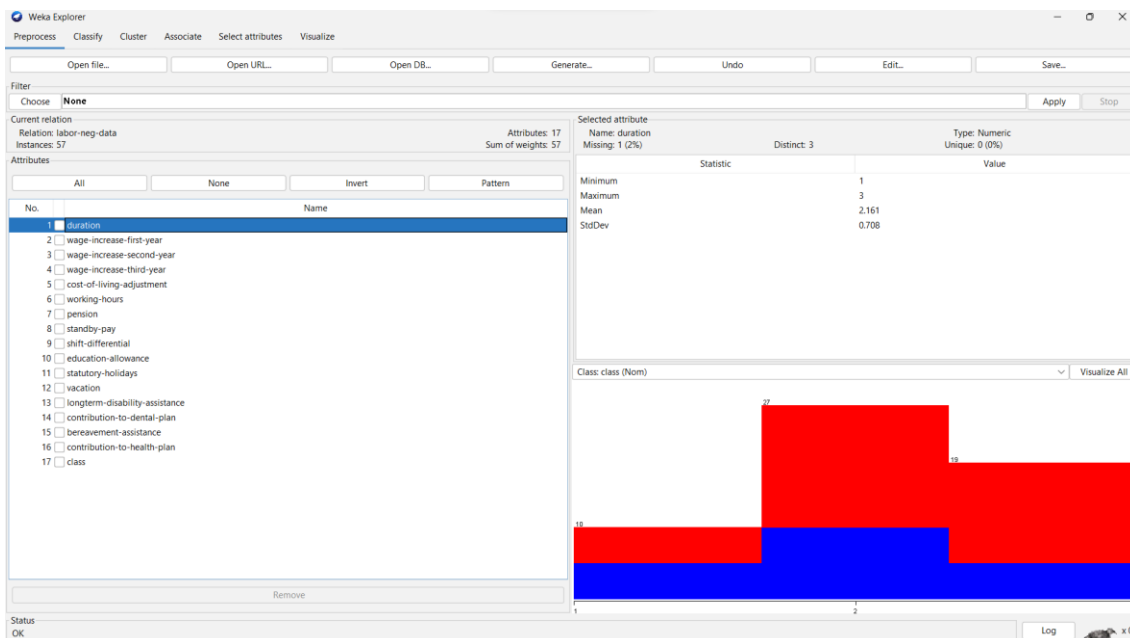 Weka Explorer
Preprocess Classify Cluster Associate Select attributes Visualize
Open file... Open URL... Open DB... Generate... Undo Edit... Save...
Filter
Choose None Apply Stop
Current relation
Relation: labor-neg-data Attributes: 17
Instances: 57 Sum of weights: 57
Attributes
All None Invert Pattern
No. Name
1 duration
2 wage-increase-first-year
3 wage-increase-second-year
4 wage-increase-third-year
5 cost-of-living-adjustment
6 working-hours
7 pension
8 standby-pay
9 shift-differential
10 education-allowance
11 statutory-holidays
12 vacation
13 longterm-disability-assistance
14 contribution-to-dental-plan
15 bereavement-assistance
16 contribution-to-health-plan
17 class
Remove
Selected attribute
Name: duration Type: Numeric
Missing: 1 (2%) Distinct: 3 Unique: 0 (0%)
Statistic Value
Minimum 1
Maximum 3
Mean 2.161
StdDev 0.708
Class: class (Nom) Visualize All
27
19
10
1 2
Status
OK Log